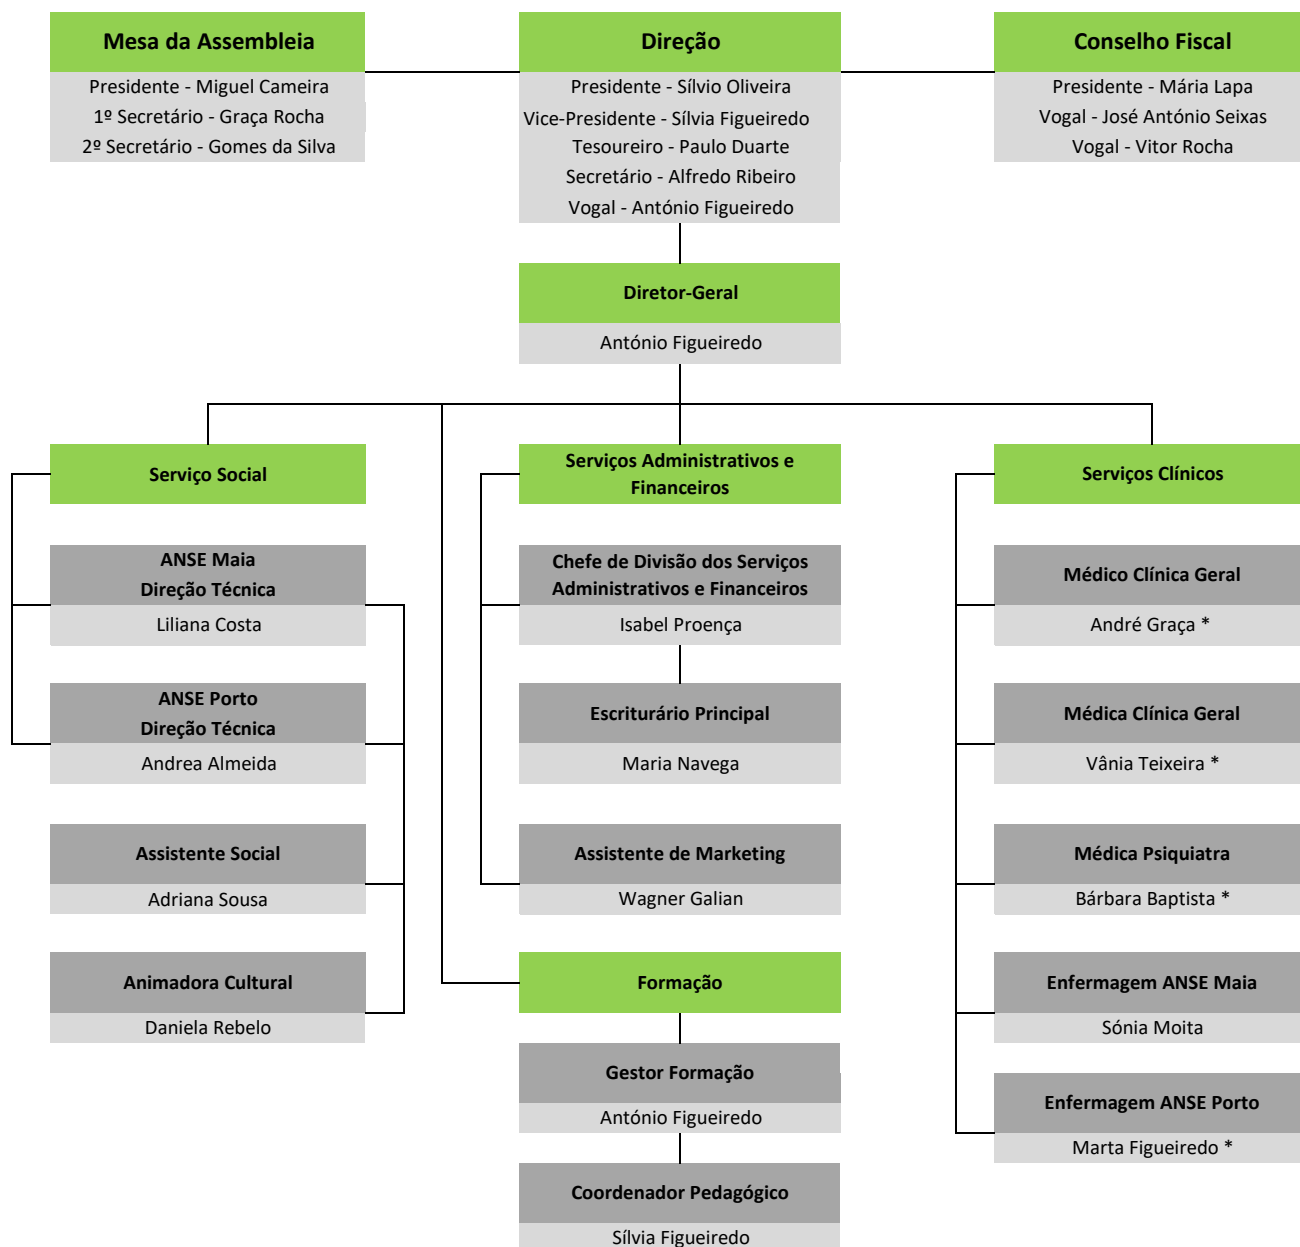 Mesa da Assembleia
Presidente - Miguel Cameira
1º Secretário - Graça Rocha
2º Secretário - Gomes da Silva
Direção
Presidente - Sílvio Oliveira
Vice-Presidente - Sílvia Figueiredo
Tesoureiro - Paulo Duarte
Secretário - Alfredo Ribeiro
Vogal - António Figueiredo
Conselho Fiscal
Presidente - Mária Lapa
Vogal - José António Seixas
Vogal - Vitor Rocha
Diretor-Geral
António Figueiredo
Serviço Social
ANSE Maia
Direção Técnica
Liliana Costa
ANSE Porto
Direção Técnica
Andrea Almeida
Assistente Social
Adriana Sousa
Animadora Cultural
Daniela Rebelo
Serviços Administrativos e
Financeiros
Chefe de Divisão dos Serviços
Administrativos e Financeiros
Isabel Proença
Escriturário Principal
Maria Navega
Assistente de Marketing
Wagner Galian
Formação
Gestor Formação
António Figueiredo
Coordenador Pedagógico
Sílvia Figueiredo
Serviços Clínicos
Médico Clínica Geral
André Graça *
Médica Clínica Geral
Vânia Teixeira *
Médica Psiquiatra
Bárbara Baptista *
Enfermagem ANSE Maia
Sónia Moita
Enfermagem ANSE Porto
Marta Figueiredo *